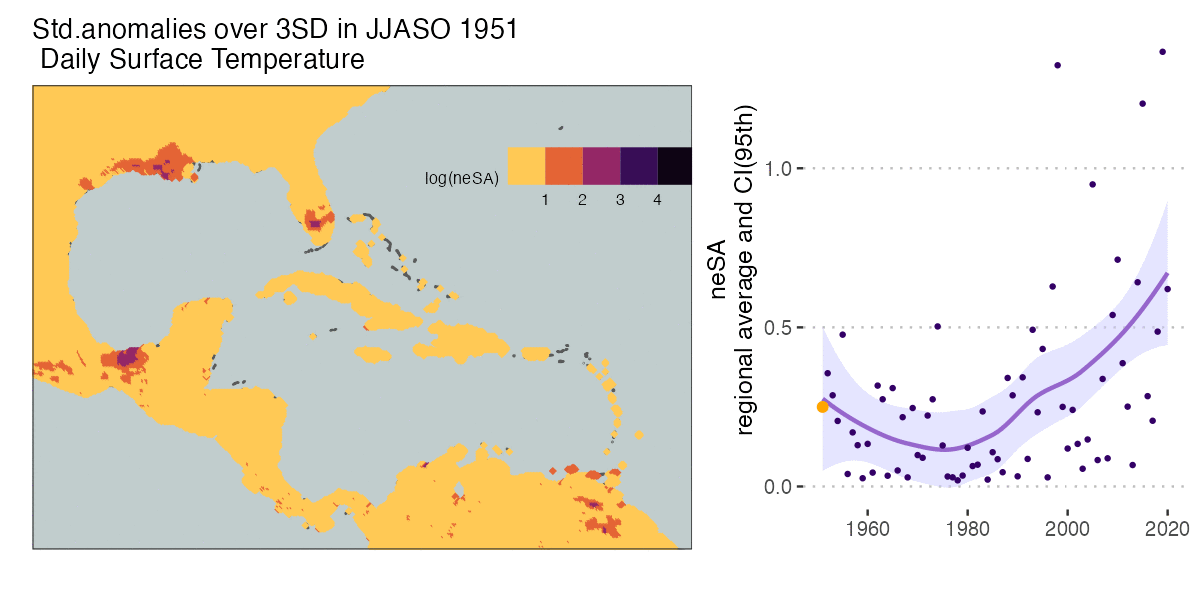 Std.anomalies over 3SD in JJASO 1951
Daily Surface Temperature
log(neSA)
1 2 3 4
neSA
regional average and CI(95th)
1.0
0.5
0.0
1960 1980 2000 2020